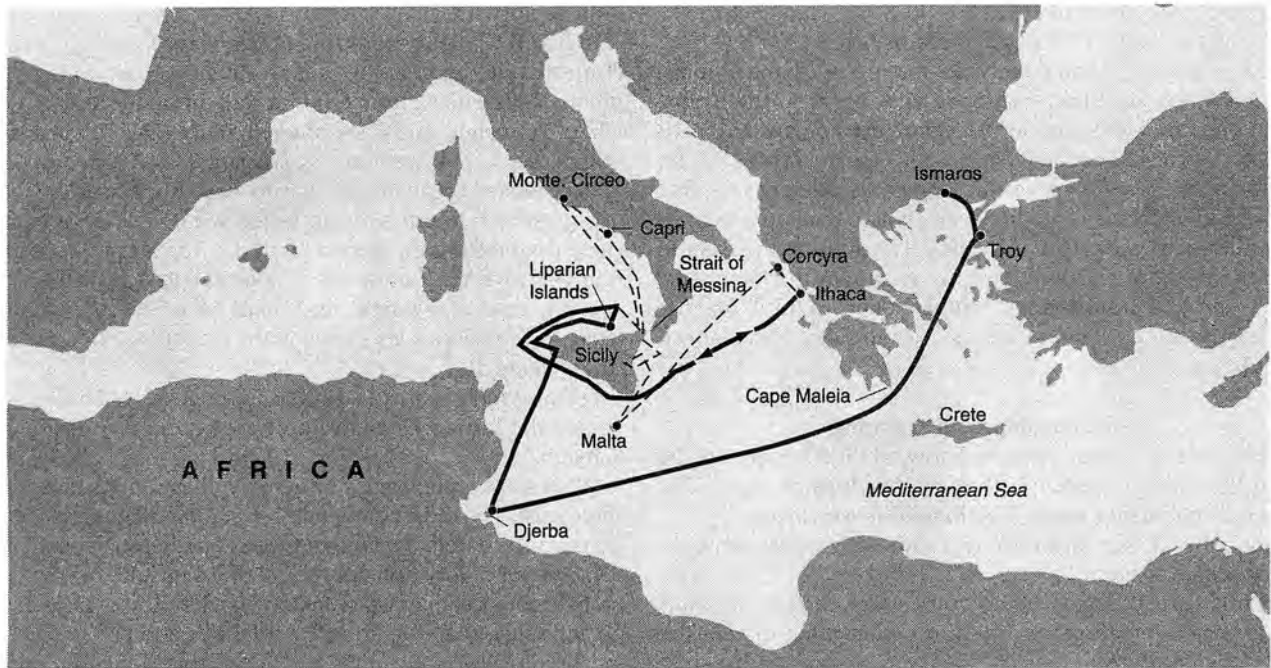 Ismaros
Monte. Circeo
Troy
Capri
Corcyra
Strait of
Messina
Liparian
Islands
Ithaca
Sicily
Cape Maleia
Crete
Malta
AFRICA
Mediterranean Sea
Djerba